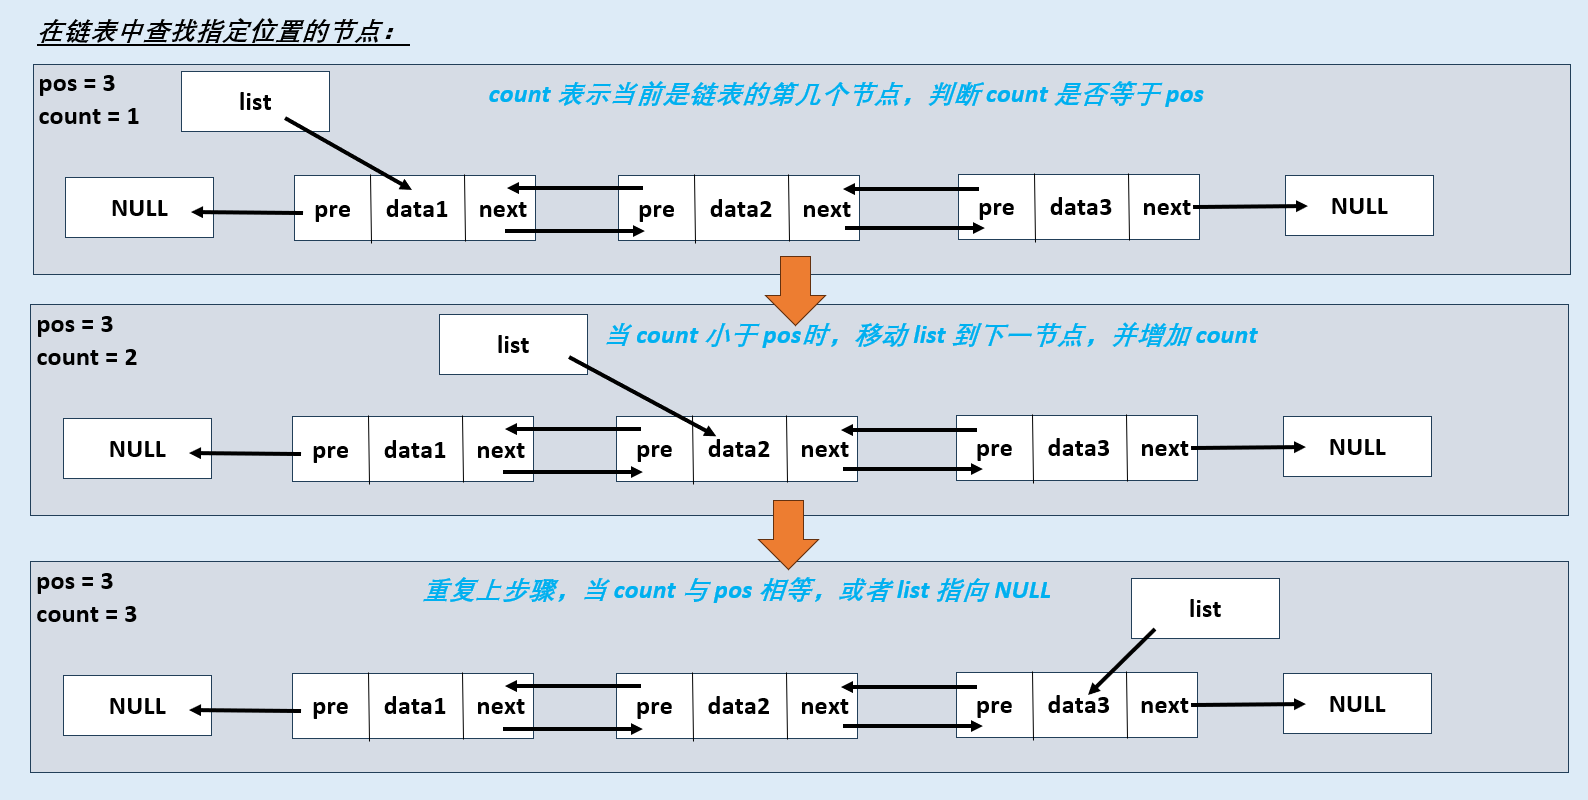 在链表中查找指定位置的节点：
pos = 3
count = 1
list
count 表示当前是链表的第几个节点，判断 count 是否等于 pos
NULL pre data1 next pre data2 next pre data3 next NULL
pos = 3
count = 2
list
当 count 小于 pos时，移动 list 到下一节点，并增加 count
NULL pre data1 next pre data2 next pre data3 next NULL
pos = 3
count = 3
重复上步骤，当 count 与 pos 相等，或者 list 指向 NULL
list
NULL pre data1 next pre data2 next pre data3 next NULL